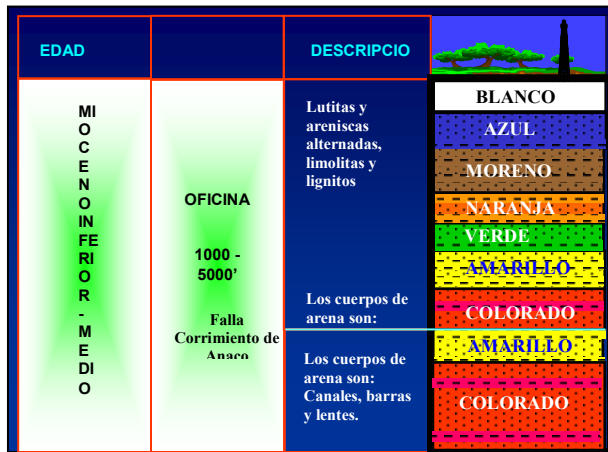 EDAD
DESCRIPCIO
MI
O
C
E
N
O
INFE
RI
O
R
-
M
E
DI
O
OFICINA
1000 -
5000'
Falla
Corrimiento de
Anaco
Lutitas y
areniscas
alternadas,
limolitas y
lignitos
Los cuerpos de
arena son:
Los cuerpos de
arena son:
Canales, barras
y lentes.
BLANCO
AZUL
MORENO
NARANJA
VERDE
AMARILLO
COLORADO
AMARILLO
COLORADO